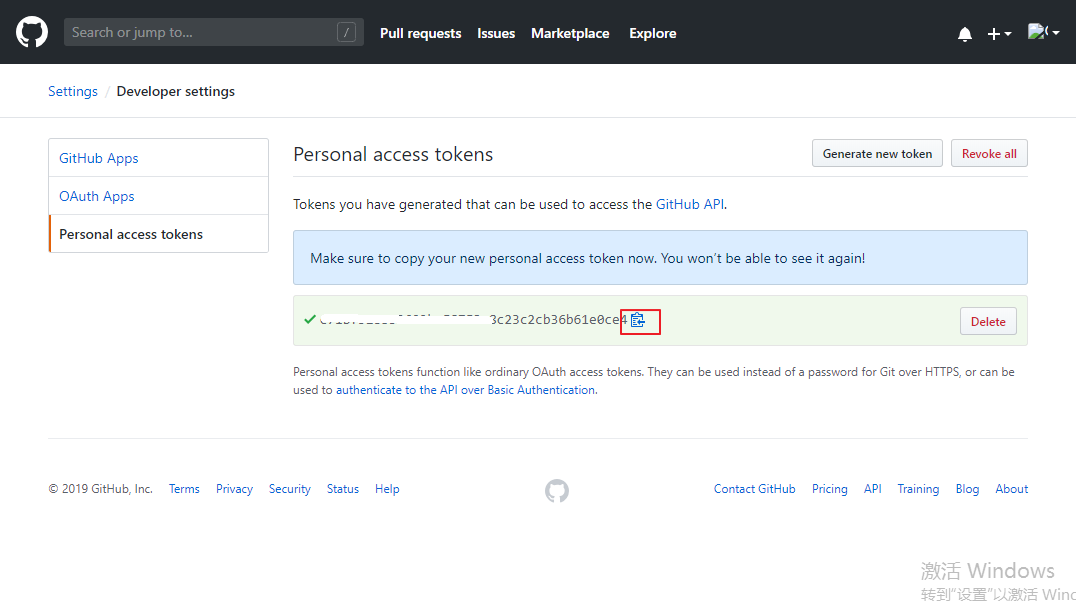 Search or jump to...
/
Pull requests
Issues
Marketplace
Explore
Settings / Developer settings
GitHub Apps
OAuth Apps
Personal access tokens
Personal access tokens
Generate new token
Revoke all
Tokens you have generated that can be used to access the GitHub API.
Make sure to copy your new personal access token now. You won't be able to see it again!
Delete
Personal access tokens function like ordinary OAuth access tokens. They can be used instead of a password for Git over HTTPS, or can be
used to authenticate to the API over Basic Authentication.
© 2019 GitHub, Inc.
Terms
Privacy
Security
Status
Help
Contact GitHub
Pricing
API
Training
Blog
About
激活 Windows
转到"设置"以激活